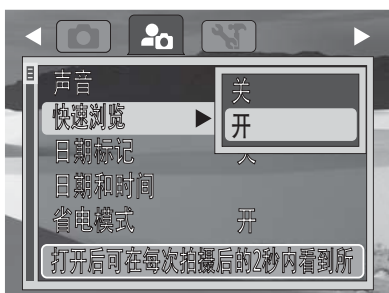 声音
关
快速浏览
开
日期标记
日期和时间
省电模式
开
打开后可在每次拍摄后的2秒内看到所